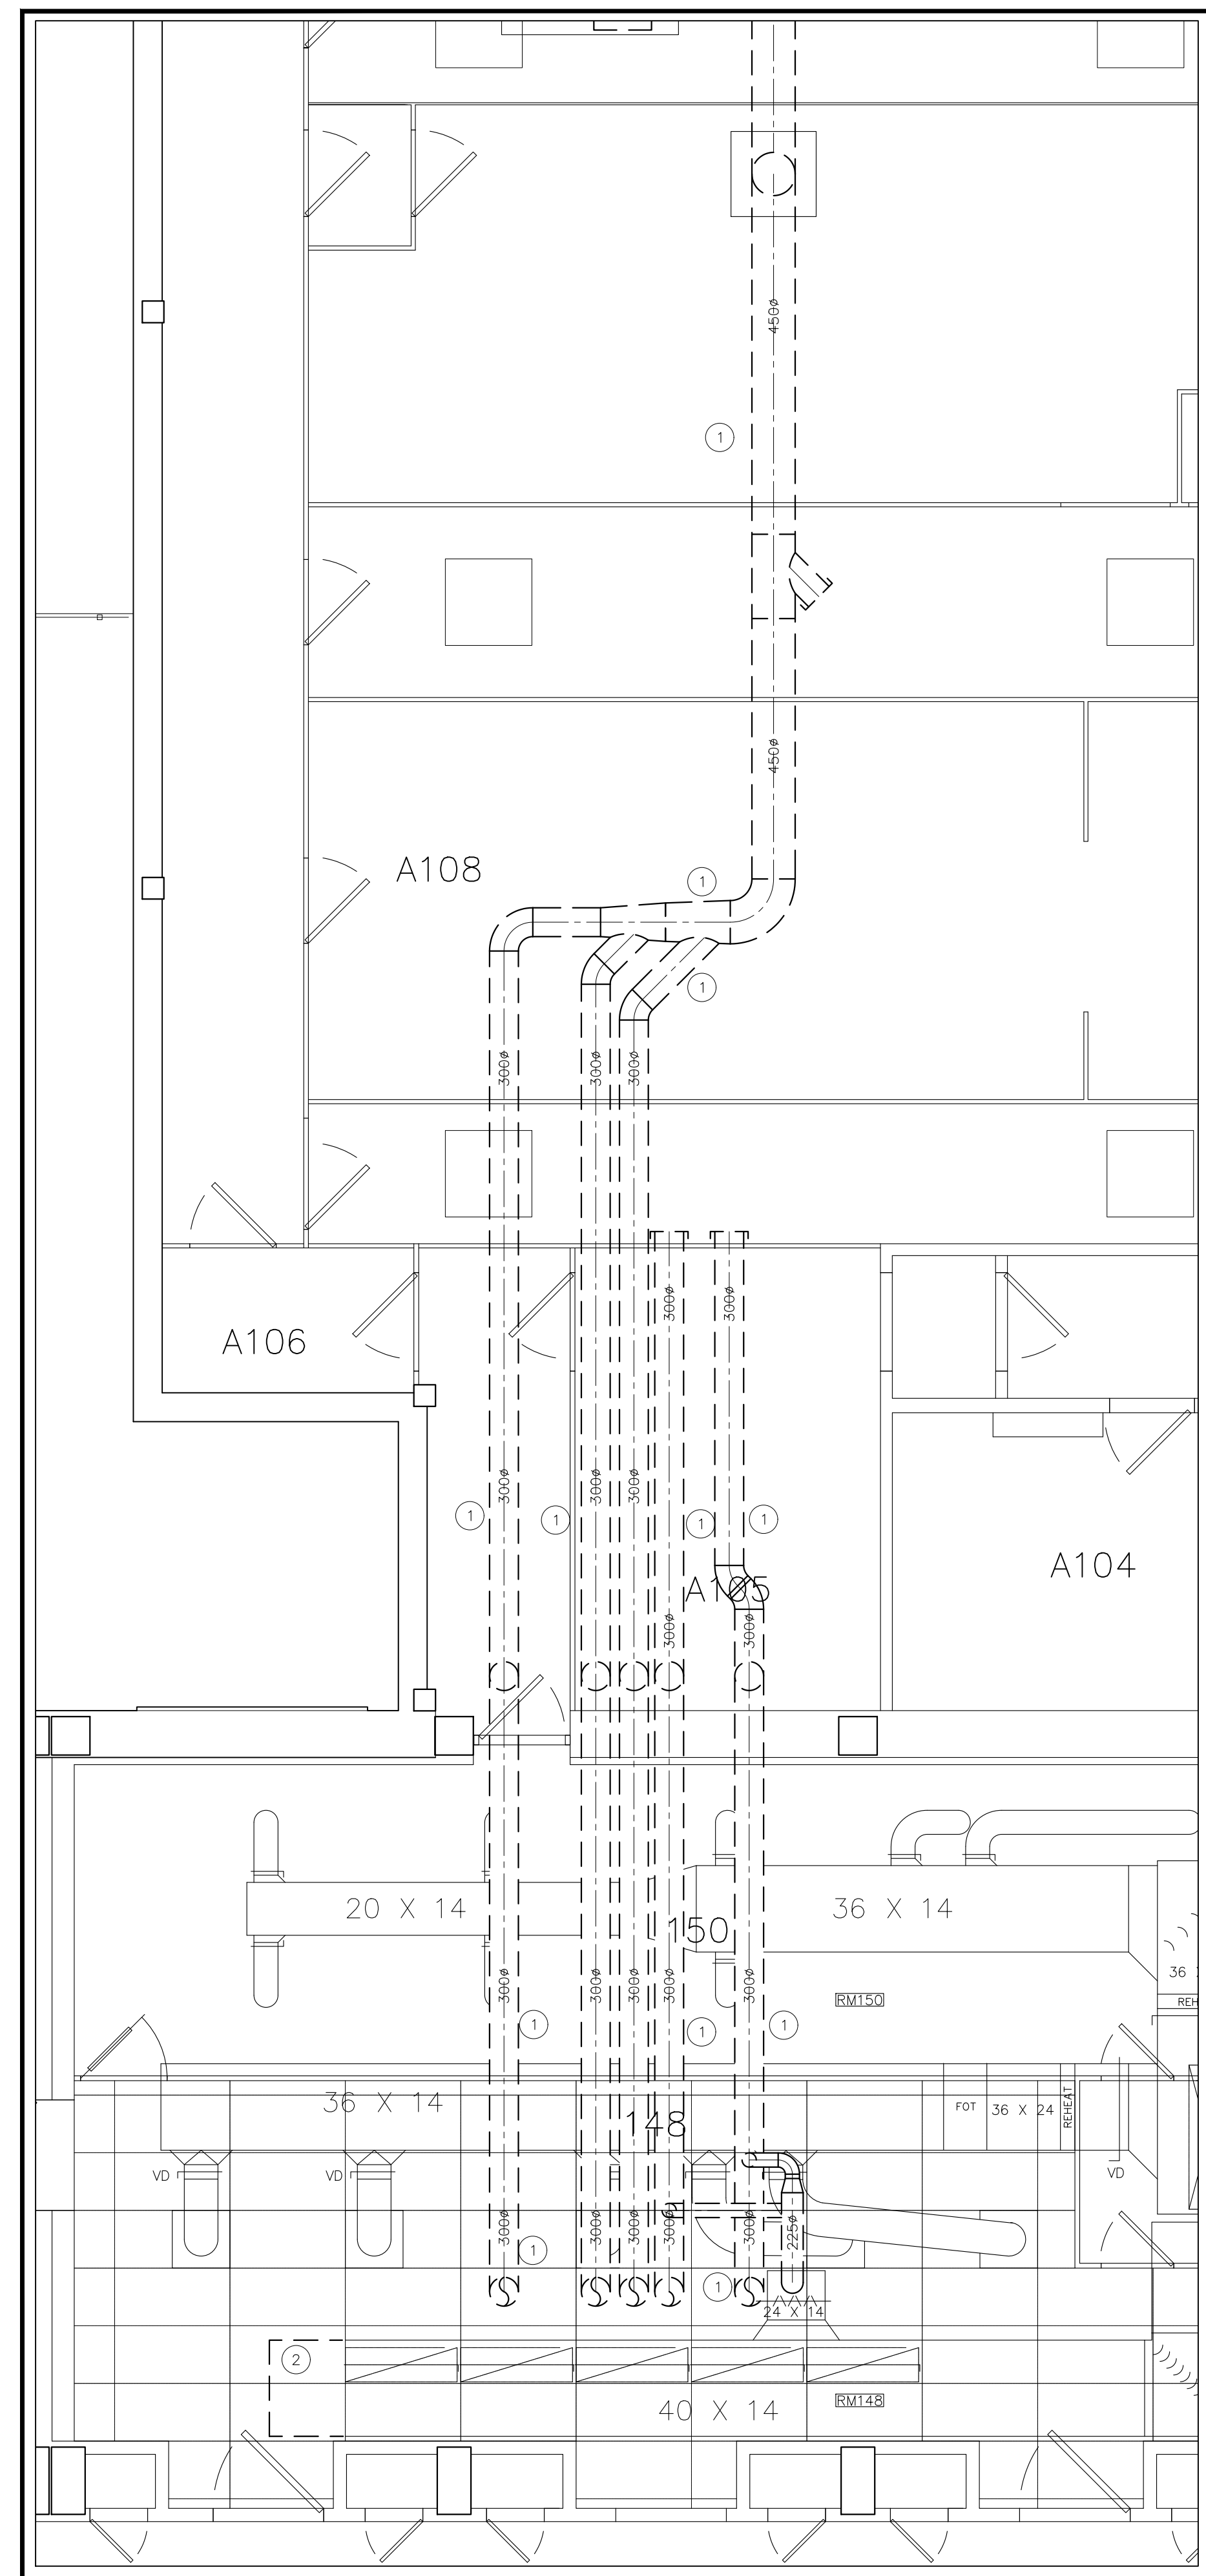 450ø
1
450ø
A108
1
1
300ø 300ø 300ø
300ø 300ø
A106
300ø 300ø 300ø
1 1 1 1
A105 A104
300ø 300ø
20 X 14 36 X 14
150
36
300ø 300ø 300ø 300ø 300ø
RM150 REH
1 1 1
36 X 14 FOT 36 X 24 REHEAT
148
VD VD VD
300ø 300ø 300ø 300ø 300ø 225ø
1
1
24 X 14
2
RM148
40 X 14